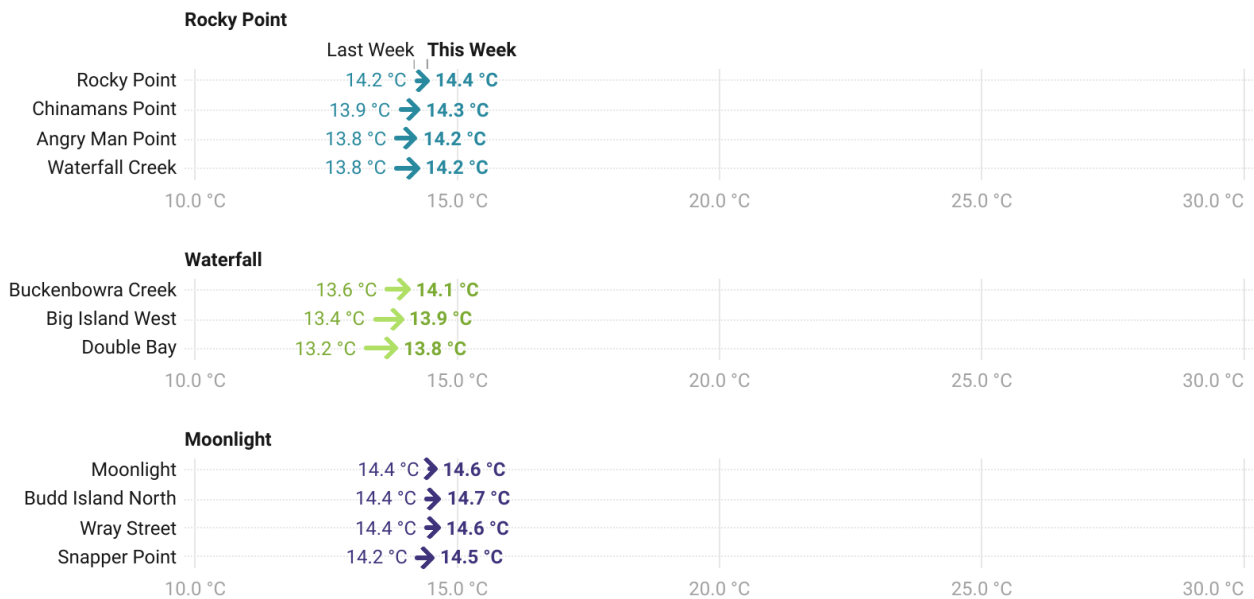 Rocky Point
Last Week This Week
Rocky Point 14.2 °C 14.4 °C
Chinamans Point 13.9 °C 14.3 °C
Angry Man Point 13.8 °C 14.2 °C
Waterfall Creek 13.8 °C 14.2 °C
10.0 °C 15.0 °C 20.0 °C 25.0 °C 30.0 °C
Waterfall
Buckenbowra Creek 13.6 °C 14.1 °C
Big Island West 13.4 °C 13.9 °C
Double Bay 13.2 °C 13.8 °C
10.0 °C 15.0 °C 20.0 °C 25.0 °C 30.0 °C
Moonlight
Moonlight 14.4 °C 14.6 °C
Budd Island North 14.4 °C 14.7 °C
Wray Street 14.4 °C 14.6 °C
Snapper Point 14.2 °C 14.5 °C
10.0 °C 15.0 °C 20.0 °C 25.0 °C 30.0 °C